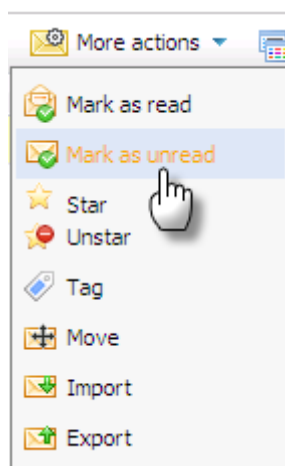 More actions
Mark as read
Mark as unread
Star
Unstar
Tag
Move
Import
Export